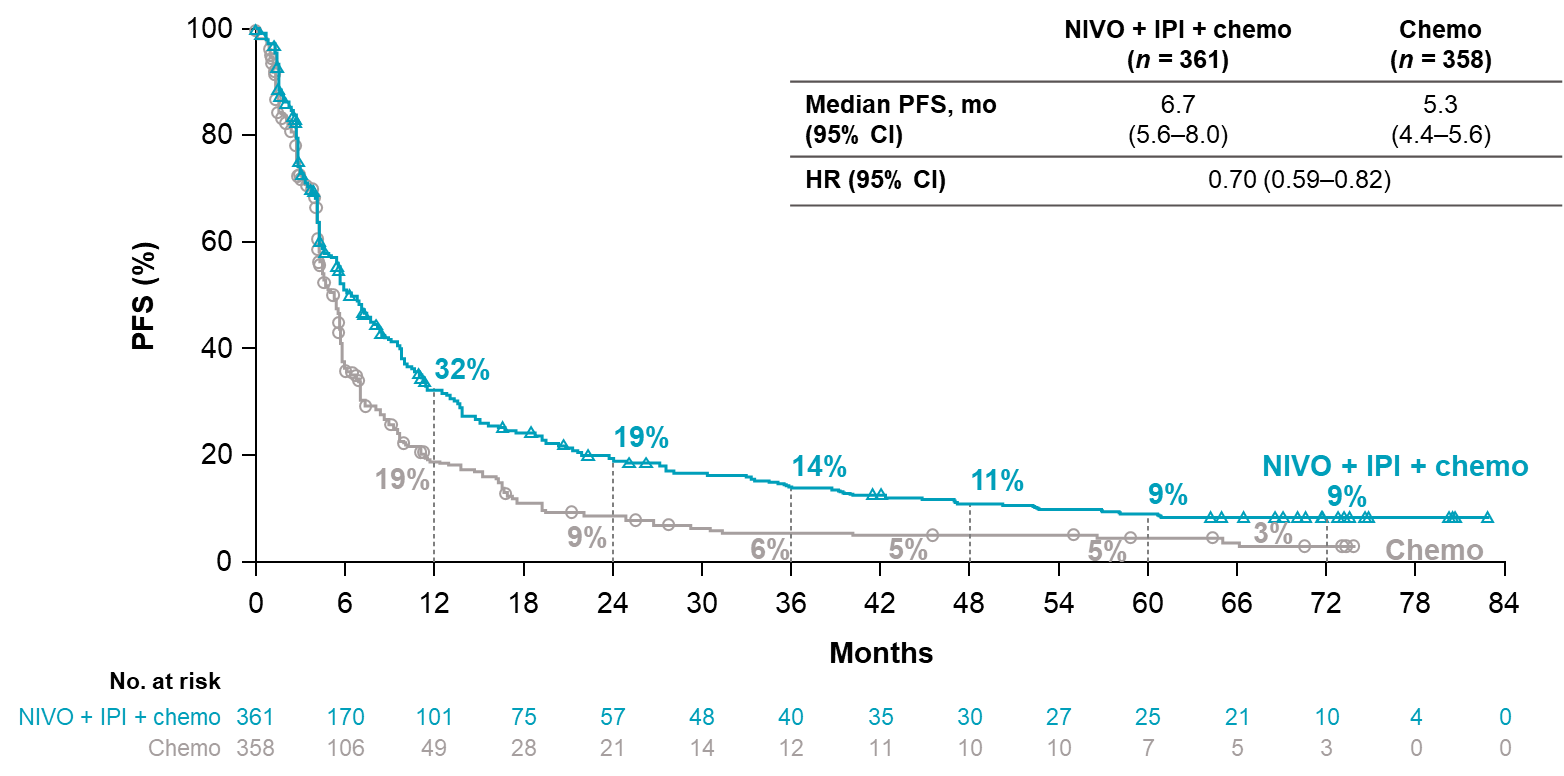 NIVO + IPI + chemo Chemo
(n = 361) (n = 358)
Median PFS, mo 6.7 5.3
(95% CI) (5.6–8.0) (4.4–5.6)
HR (95% CI) 0.70 (0.59–0.82)
PFS (%)
100
80
60
40
20
0
32%
19%
14%
11%
9%
9%
NIVO + IPI + chemo
19%
9%
6%
5%
5%
3%
Chemo
0 6 12 18 24 30 36 42 48 54 60 66 72 78 84
Months
No. at risk
NIVO + IPI + chemo 361 170 101 75 57 48 40 35 30 27 25 21 10 4 0
Chemo 358 106 49 28 21 14 12 11 10 10 7 5 3 0 0